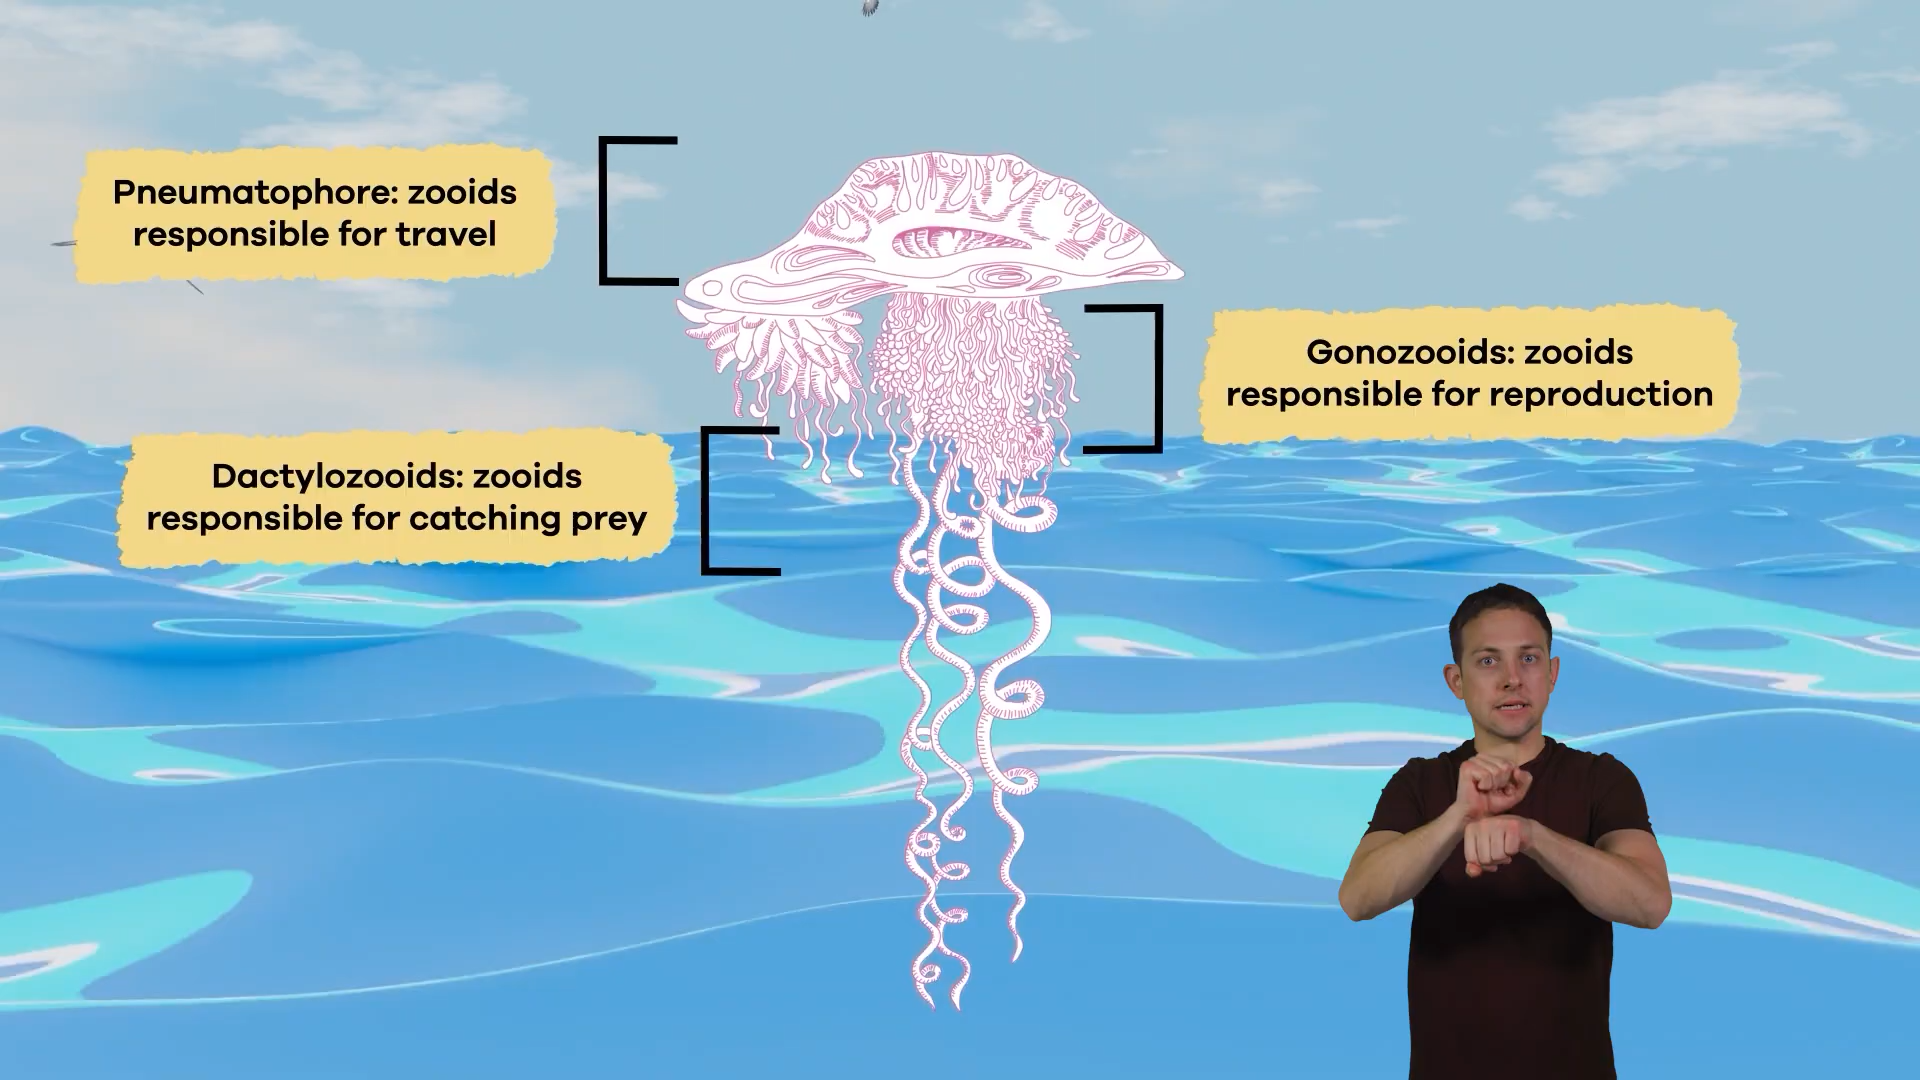 Pneumatophore: zooids
responsible for travel
Gonozooids: zooids
responsible for reproduction
Dactylozooids: zooids
responsible for catching prey